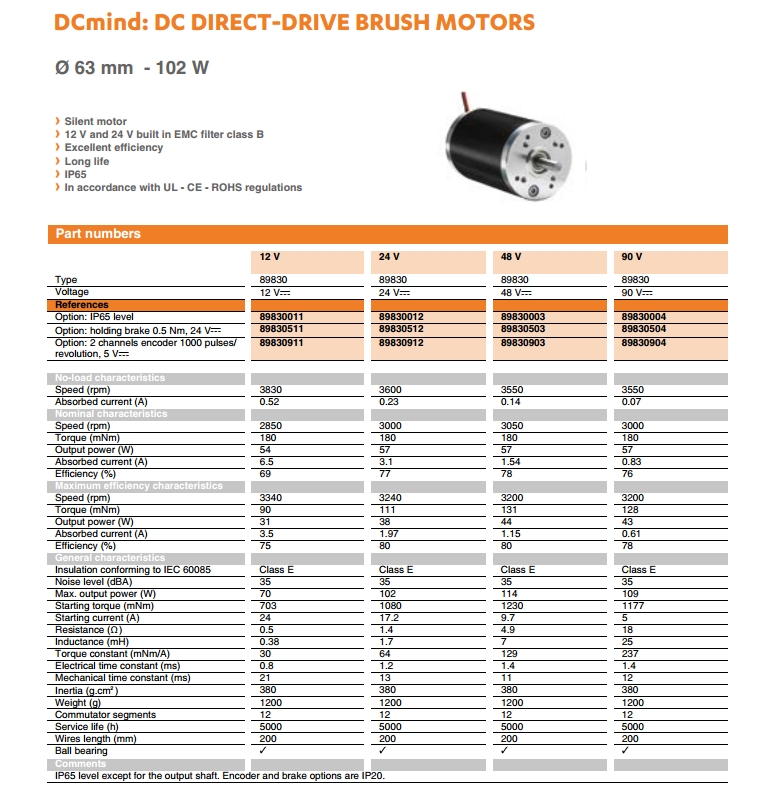 DCmind: DC DIRECT-DRIVE BRUSH MOTORS
Ø 63 mm - 102 W
› Silent motor
› 12 V and 24 V built in EMC filter class B
› Excellent efficiency
› Long life
› IP65
› In accordance with UL - CE - ROHS regulations
Part numbers
12 V 24 V 48 V 90 V
Type 89830 89830 89830 89830
Voltage 12 V⎓ 24 V⎓ 48 V⎓ 90 V⎓
References
Option: IP65 level 89830011 89830012 89830003 89830004
Option: holding brake 0.5 Nm, 24 V⎓ 89830511 89830512 89830503 89830504
Option: 2 channels encoder 1000 pulses/ 89830911 89830912 89830903 89830904
revolution, 5 V⎓
No-load characteristics
Speed (rpm) 3830 3600 3550 3550
Absorbed current (A) 0.52 0.23 0.14 0.07
Nominal characteristics
Speed (rpm) 2850 3000 3050 3000
Torque (mNm) 180 180 180 180
Output power (W) 54 57 57 57
Absorbed current (A) 6.5 3.1 1.54 0.83
Efficiency (%) 69 77 78 76
Maximum efficiency characteristics
Speed (rpm) 3340 3240 3200 3200
Torque (mNm) 90 111 131 128
Output power (W) 31 38 44 43
Absorbed current (A) 3.5 1.97 1.15 0.61
Efficiency (%) 75 80 80 78
General characteristics
Insulation conforming to IEC 60085 Class E Class E Class E Class E
Noise level (dBA) 35 35 35 35
Max. output power (W) 70 102 114 109
Starting torque (mNm) 703 1080 1230 1177
Starting current (A) 24 17.2 9.7 5
Resistance (Ω) 0.5 1.4 4.9 18
Inductance (mH) 0.38 1.7 7 25
Torque constant (mNm/A) 30 64 129 237
Electrical time constant (ms) 0.8 1.2 1.4 1.4
Mechanical time constant (ms) 21 13 11 12
Inertia (g.cm²) 380 380 380 380
Weight (g) 1200 1200 1200 1200
Commutator segments 12 12 12 12
Service life (h) 5000 5000 5000 5000
Wires length (mm) 200 200 200 200
Ball bearing ✓ ✓ ✓ ✓
Comments
IP65 level except for the output shaft. Encoder and brake options are IP20.